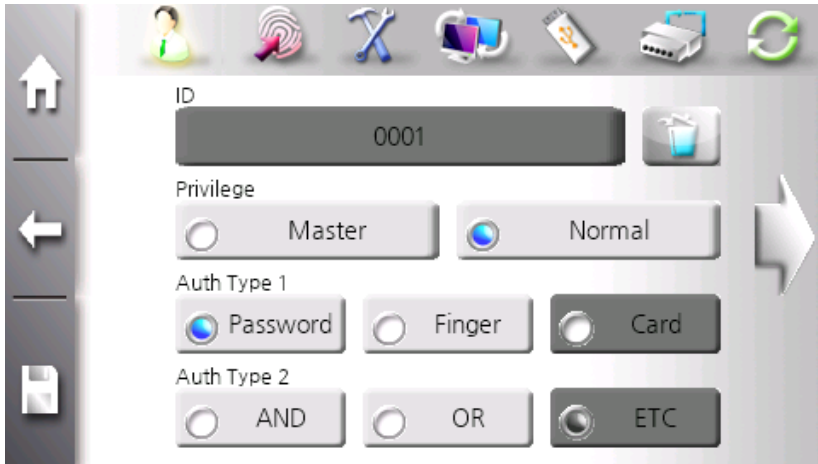 ID
0001
Privilege
Master Normal
Auth Type 1
Password Finger Card
Auth Type 2
AND OR ETC